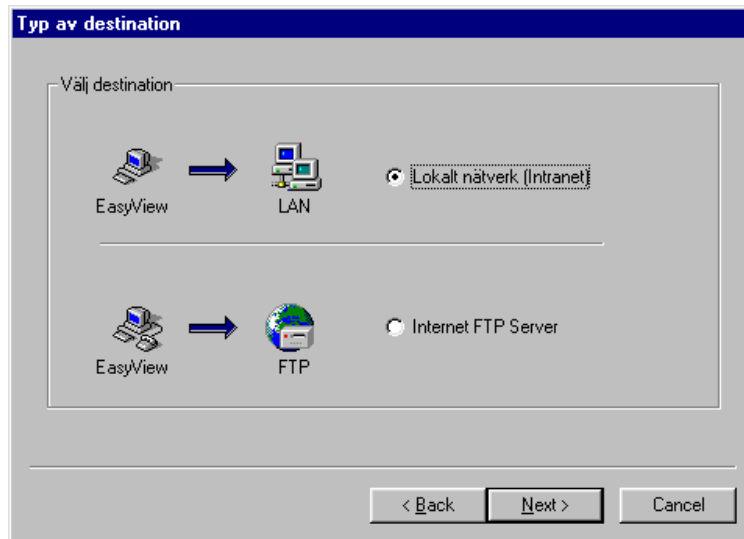 Typ av destination
Välj destination
EasyView
LAN
Lokalt nätverk (Intranet)
EasyView
FTP
Internet FTP Server
< Back
Next >
Cancel